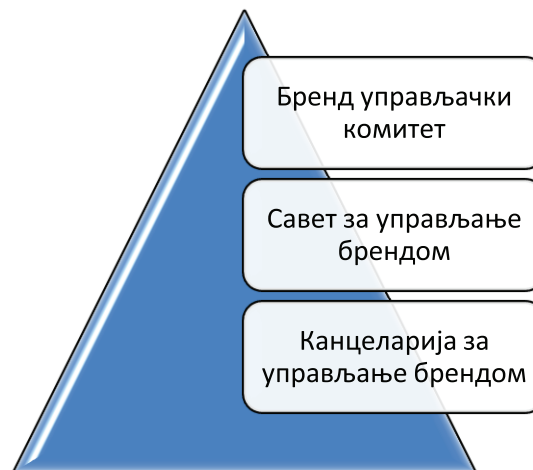 Бренд управљачки
комитет
Савет за управљање
брендом
Канцеларија за
управљање брендом